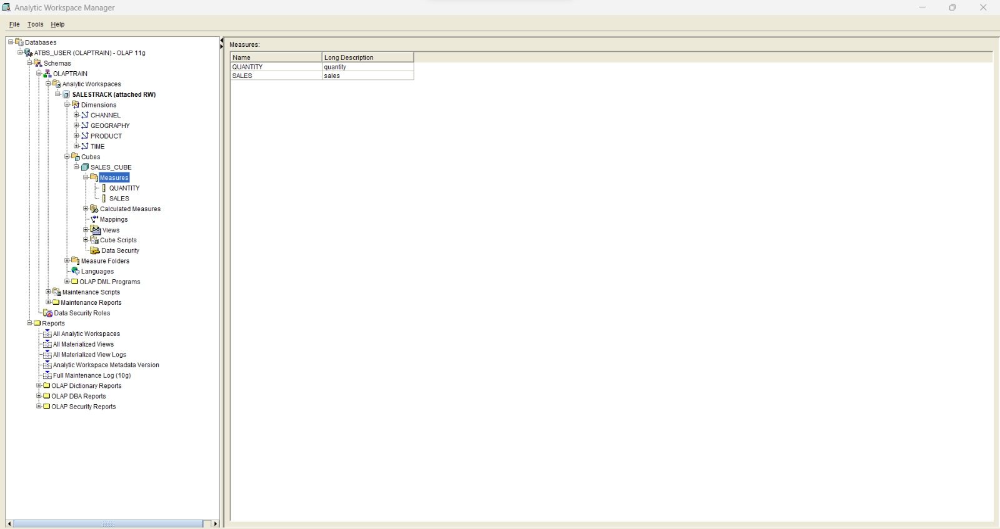 Analytic Workspace Manager
File Tools Help
Databases
ATBS_USER (OLAPTRAIN) - OLAP 11g
Schemas
OLAPTRAIN
Analytic Workspaces
SALESTRACK (attached RW)
Dimensions
CHANNEL
GEOGRAPHY
PRODUCT
TIME
Cubes
SALES_CUBE
Measures
QUANTITY
SALES
Calculated Measures
Mappings
Views
Cube Scripts
Data Security
Measure Folders
Languages
OLAP DML Programs
Maintenance Scripts
Maintenance Reports
Data Security Roles
Reports
All Analytic Workspaces
All Materialized Views
All Materialized View Logs
Analytic Workspace Metadata Version
Full Maintenance Log (10g)
OLAP Dictionary Reports
OLAP DBA Reports
OLAP Security Reports
Measures:
Name Long Description
QUANTITY quantity
SALES sales